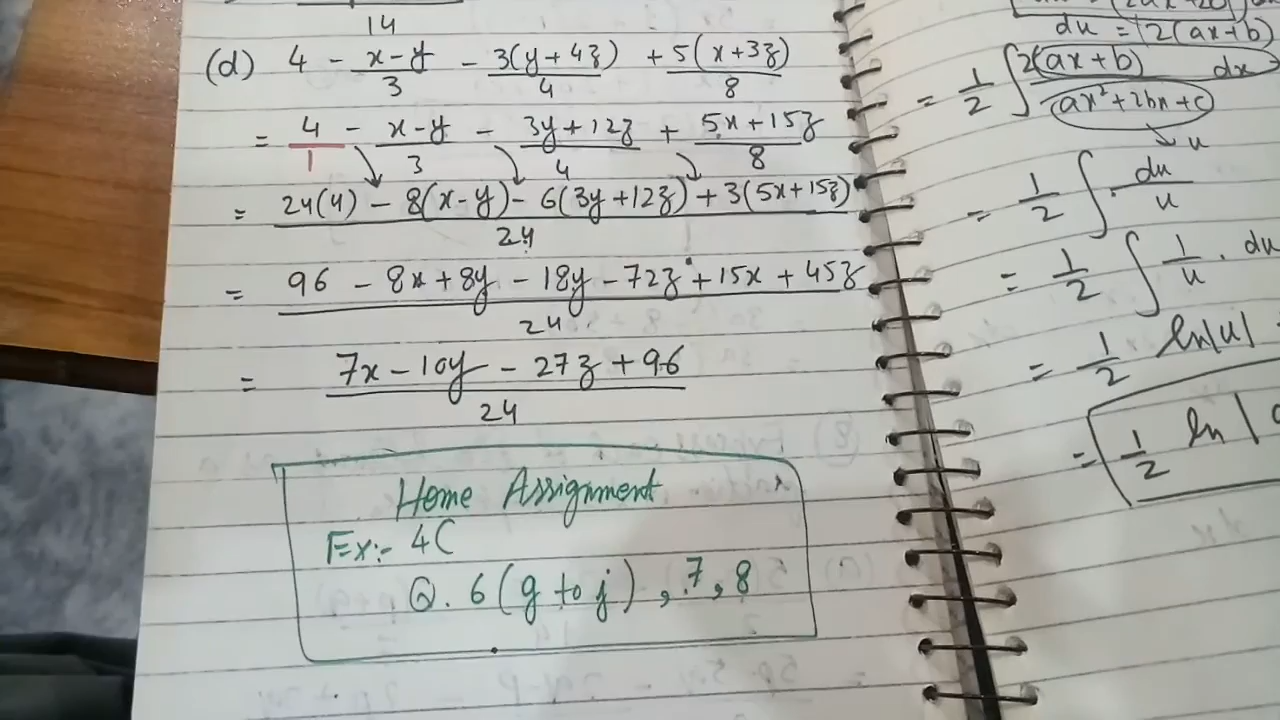 14
(d) 4 - x-y/3 - 3(y+4z)/4 + 5(x+3z)/8
= 4/1 - x-y/3 - 3y+12z/4 + 5x+15z/8
= 24(4) - 8(x-y) - 6(3y+12z) + 3(5x+15z)/24
= 96 - 8x + 8y - 18y - 72z + 15x + 45z/24
= 7x - 10y - 27z + 96/24
Home Assignment
Ex:- 4C
Q. 6 (g to j), 7, 8
du = 2(ax+b)
= 1/2 ∫ 2(ax+b)/ax²+2bx+c dx
u
= 1/2 ∫ du/u
= 1/2 ∫ 1/u . du
= 1/2 ln|u|
= 1/2 ln|